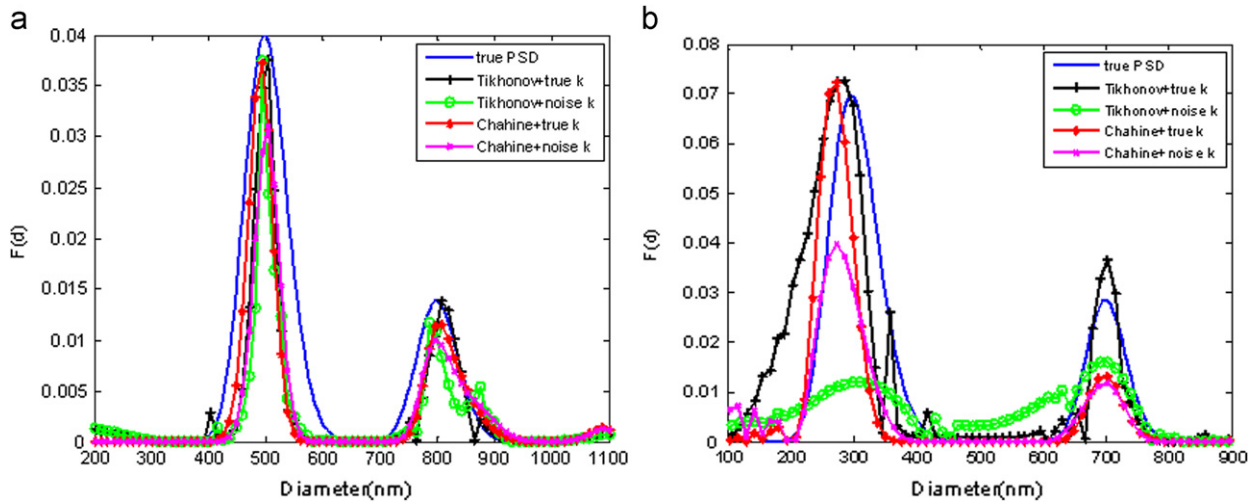 a
0.04
0.035
0.03
0.025
0.02
0.015
0.01
0.005
0
F(d)
200 300 400 500 600 700 800 900 1000 1100
Diameter(nm)
true PSD
Tikhonov+true k
Tikhonov+noise k
Chahine+true k
Chahine+noise k
b
0.08
0.07
0.06
0.05
0.04
0.03
0.02
0.01
0
F(d)
100 200 300 400 500 600 700 800 900
Diameter(nm)
true PSD
Tikhonov+true k
Tikhonov+noise k
Chahine+true k
Chahine+noise k